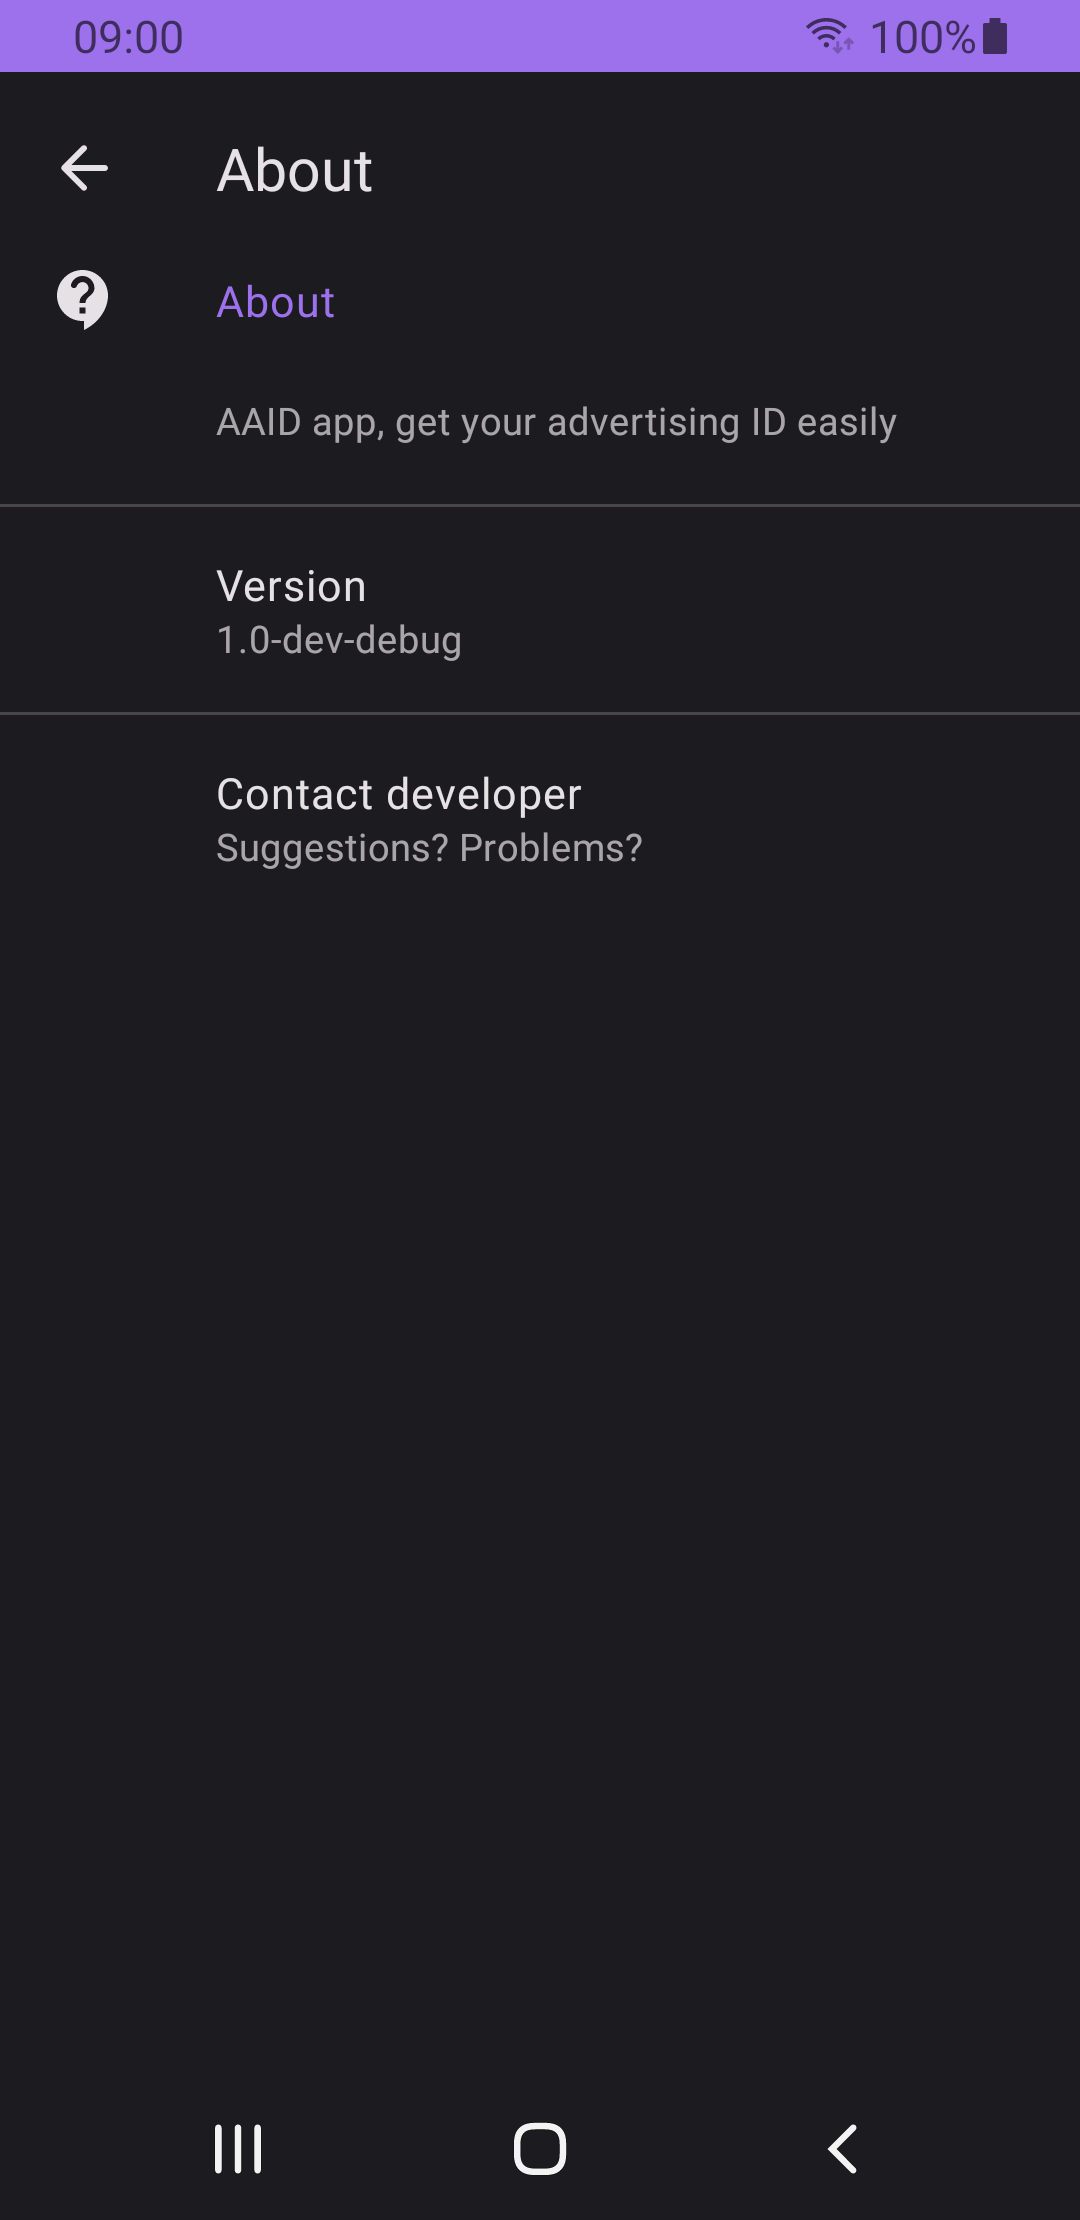 09:00 100%
About
About
AAID app, get your advertising ID easily
Version
1.0-dev-debug
Contact developer
Suggestions? Problems?